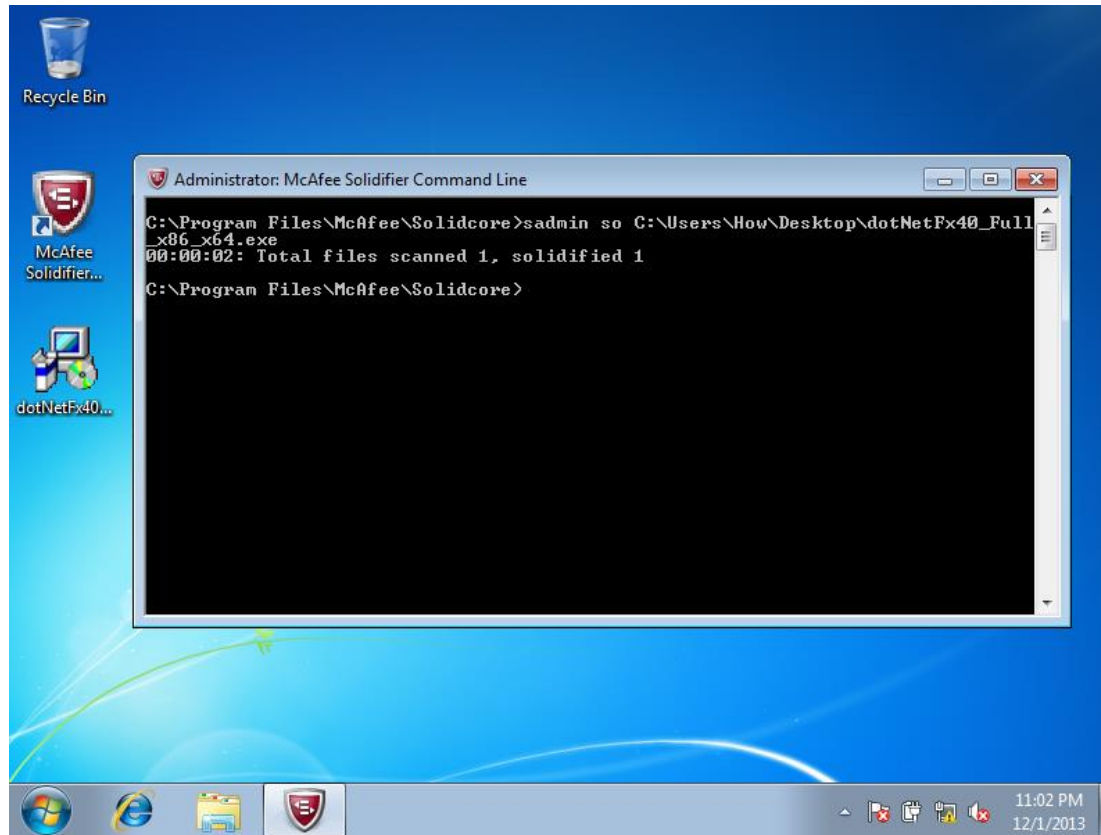 Recycle Bin
McAfee
Solidifier...
dotNetFx40...
Administrator: McAfee Solidifier Command Line
C:\Program Files\McAfee\Solidcore>sadmin so C:\Users\How\Desktop\dotNetFx40_Full
_x86_x64.exe
00:00:02: Total files scanned 1, solidified 1
C:\Program Files\McAfee\Solidcore>
11:02 PM
12/1/2013